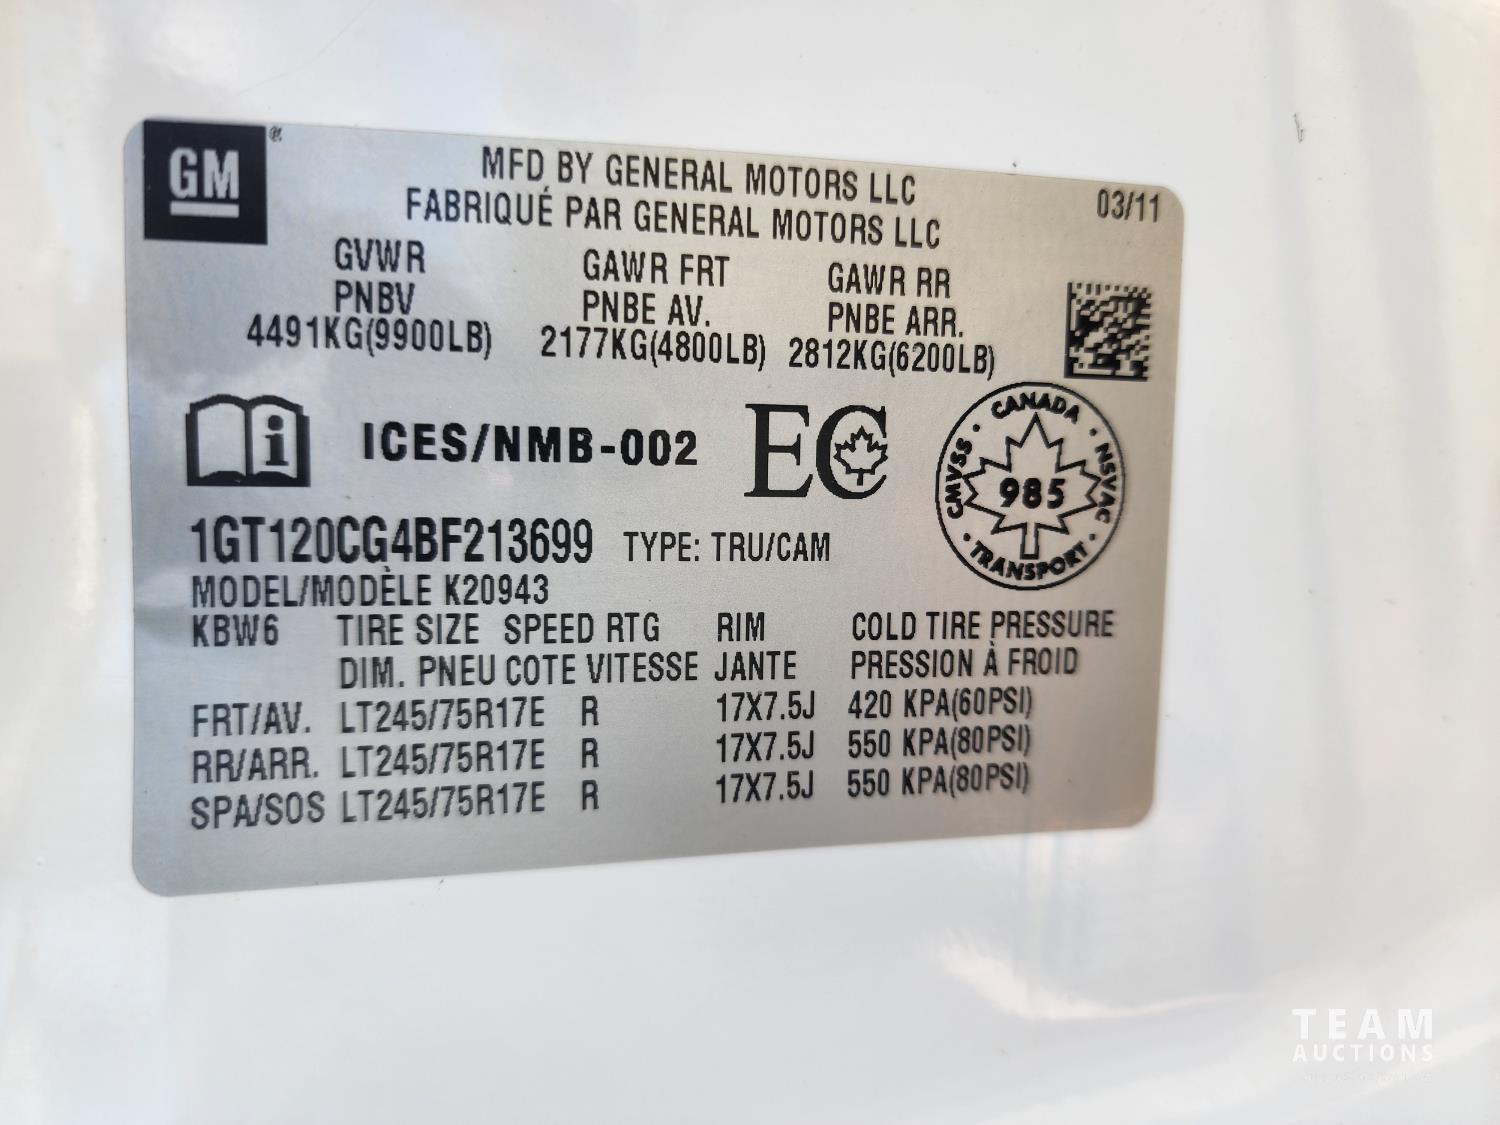 GM
MFD BY GENERAL MOTORS LLC
FABRIQUÉ PAR GENERAL MOTORS LLC
03/11
GVWR GAWR FRT GAWR RR
PNBV PNBE AV. PNBE ARR.
4491KG(9900LB) 2177KG(4800LB) 2812KG(6200LB)
i ICES/NMB-002 EC
CANADA • NSVAC • TRANSPORT • CMVSS •
985
1GT120CG4BF213699 TYPE: TRU/CAM
MODEL/MODÈLE K20943
KBW6 TIRE SIZE SPEED RTG RIM COLD TIRE PRESSURE
DIM. PNEU COTE VITESSE JANTE PRESSION À FROID
FRT/AV. LT245/75R17E R 17X7.5J 420 KPA(60PSI)
RR/ARR. LT245/75R17E R 17X7.5J 550 KPA(80PSI)
SPA/SOS LT245/75R17E R 17X7.5J 550 KPA(80PSI)
TEAM
AUCTIONS